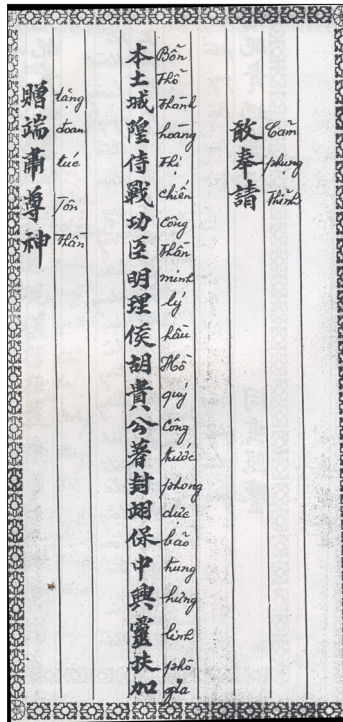 敢奉請
Cảm phụng thỉnh
本土城隍侍戰功臣明理侯胡貴公著封翊保中興靈扶加
Bổn Thổ Thành hoàng Thị chiến Công Thần minh lý hầu Hồ quý Công trước phong dực bảo trung hưng linh phò gia
贈端肅尊神
tặng đoan túc Tôn Thần